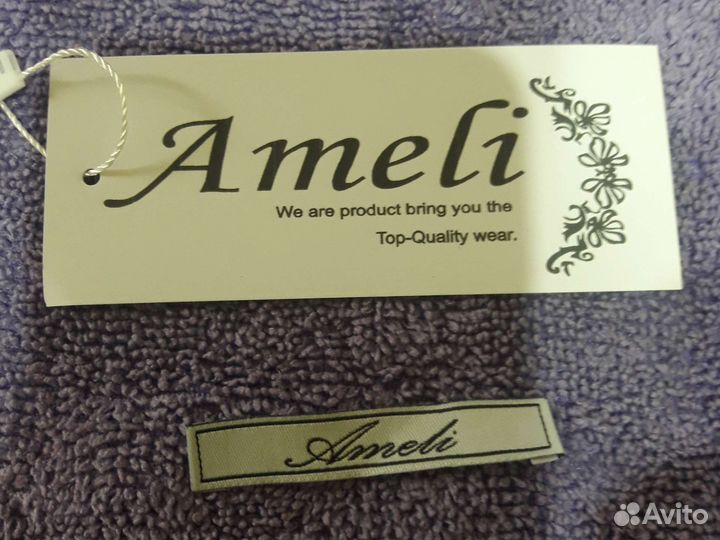 Ameli
We are product bring you the
Top-Quality wear.
Ameli
Avito